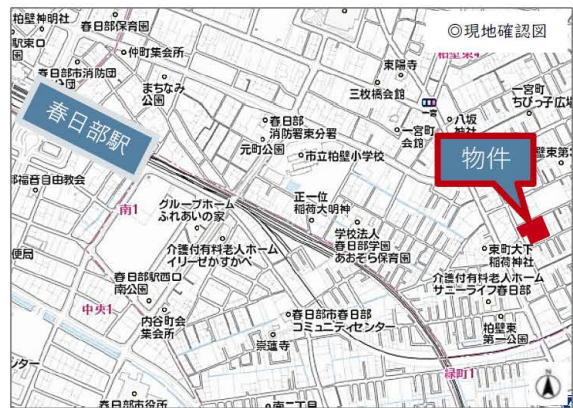 柏壁神明社
春日部保育園
◎現地確認図
駅東口
仲町集会所
東陽寺
春日部市消防団
まちなみ
公園
三枚橋会館
一宮町
ちびっ子広場
春日部駅
春日部
消防署東分署
一宮町
会館
八坂
神社
元町公園
市立柏壁小学校
物件
南1
グループホーム
ふれあいの家
正一位
稲荷大明神
学校法人
春日部学園
あおぞら保育園
東町大下
稲荷神社
便局
介護付有料老人ホーム
イリーゼかすかべ
介護付有料老人ホーム
サニーライフ春日部
春日部駅西口
南公園
中央1
内谷町会
集会所
春日部市春日部
コミュニティセンター
崇蓮寺
柏壁東
第一公園
緑町1
春日部市役所
南二丁目
N